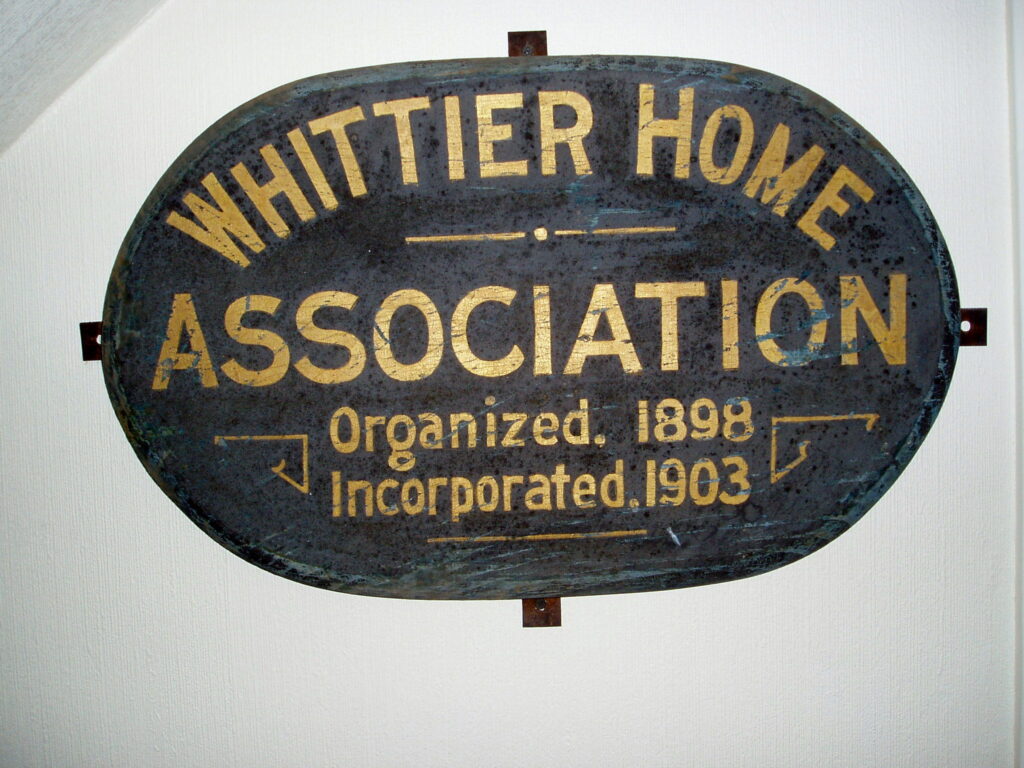 WHITTIER HOME
ASSOCIATION
Organized. 1898
Incorporated. 1903